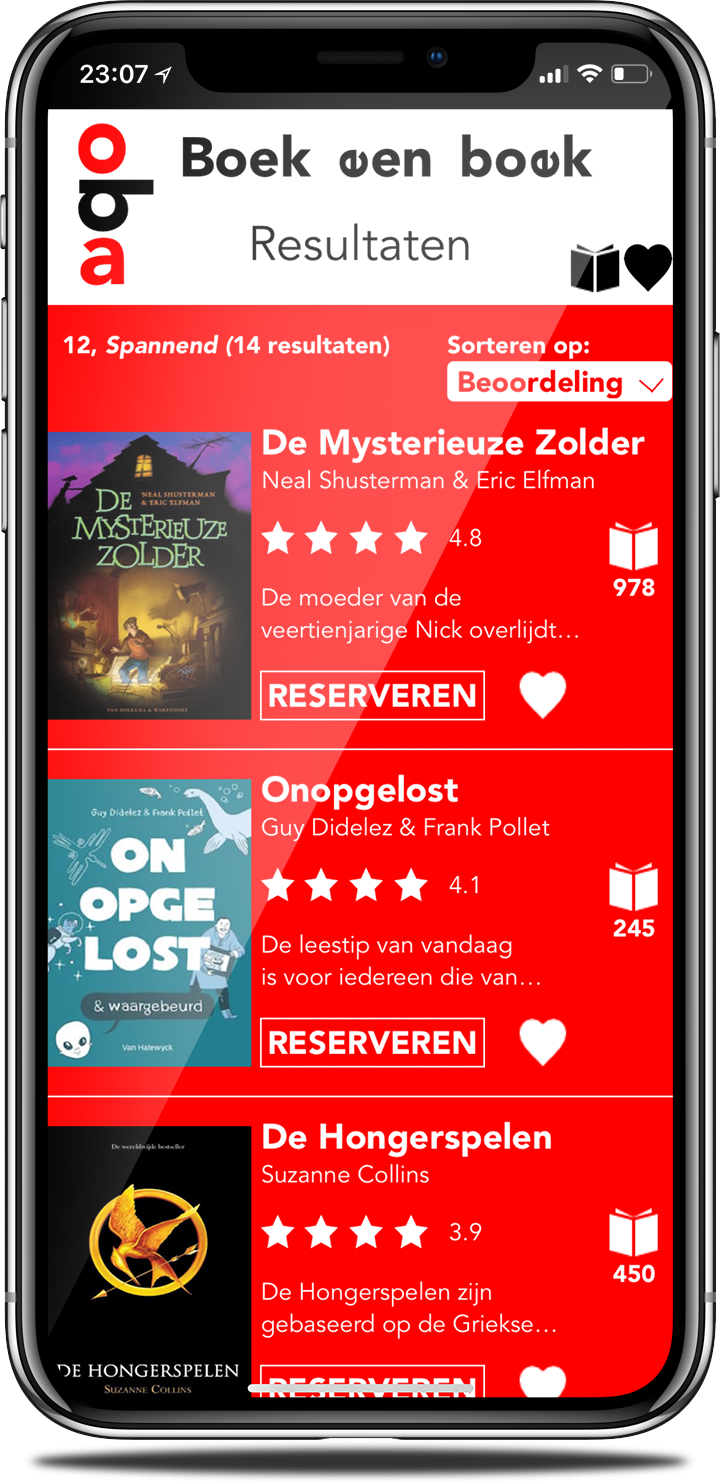 23:07
oba
Boek een boek
Resultaten
12, Spannend (14 resultaten)
Sorteren op:
Beoordeling
DE
NEAL SHUSTERMAN
& ERIC ELFMAN
MYSTERIEUZE
ZOLDER
VAN HOLKEMA & WARENDORF
De Mysterieuze Zolder
Neal Shusterman & Eric Elfman
4.8
978
De moeder van de
veertienjarige Nick overlijdt...
RESERVEREN
Guy Didelez & Frank Pollet
ON
OPGE
LOST
& waargebeurd
Van Halewyck
Onopgelost
Guy Didelez & Frank Pollet
4.1
245
De leestip van vandaag
is voor iedereen die van...
RESERVEREN
De wereldwijde bestseller
DE HONGERSPELEN
SUZANNE COLLINS
De Hongerspelen
Suzanne Collins
3.9
450
De Hongerspelen zijn
gebaseerd op de Griekse...
RESERVEREN